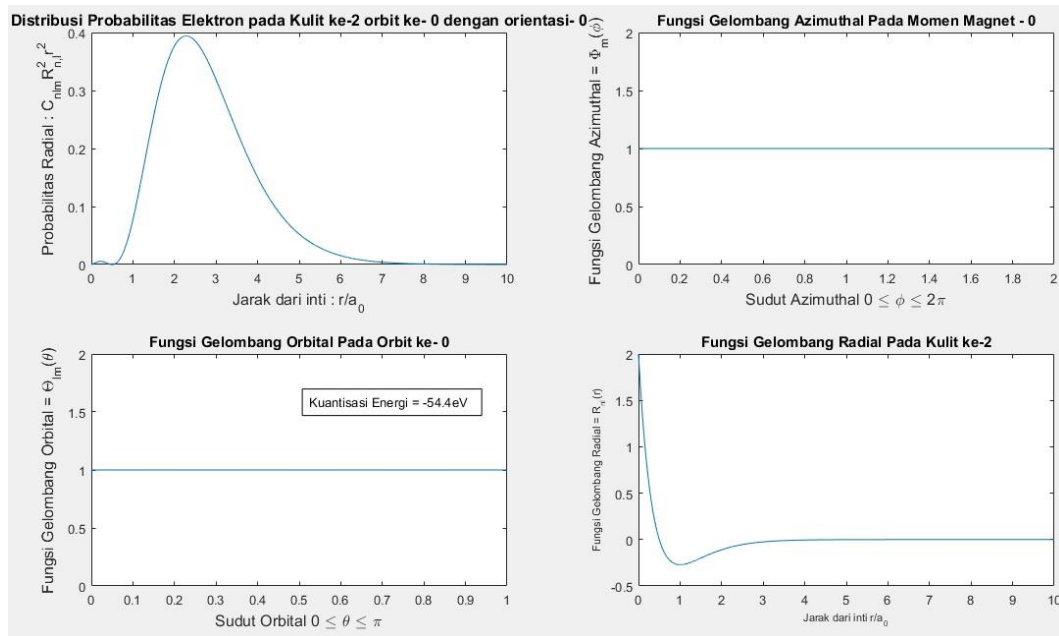 Distribusi Probabilitas Elektron pada Kulit ke-2 orbit ke- 0 dengan orientasi- 0
Probabilitas Radial : C_nlm R²_n,l r²
0.4
0.3
0.2
0.1
0
0 1 2 3 4 5 6 7 8 9 10
Jarak dari inti : r/a_0
Fungsi Gelombang Azimuthal Pada Momen Magnet - 0
Fungsi Gelombang Azimuthal = Φ_m(ϕ)
2
1.5
1
0.5
0
0 0.2 0.4 0.6 0.8 1 1.2 1.4 1.6 1.8 2
Sudut Azimuthal 0 ≤ ϕ ≤ 2π
Fungsi Gelombang Orbital Pada Orbit ke- 0
Fungsi Gelombang Orbital = Θ_lm(θ)
2
1.5
1
0.5
0
Kuantisasi Energi = -54.4eV
0 0.1 0.2 0.3 0.4 0.5 0.6 0.7 0.8 0.9 1
Sudut Orbital 0 ≤ θ ≤ π
Fungsi Gelombang Radial Pada Kulit ke-2
Fungsi Gelombang Radial = R (r)
2
1.5
1
0.5
0
-0.5
0 1 2 3 4 5 6 7 8 9 10
Jarak dari inti r/a_0